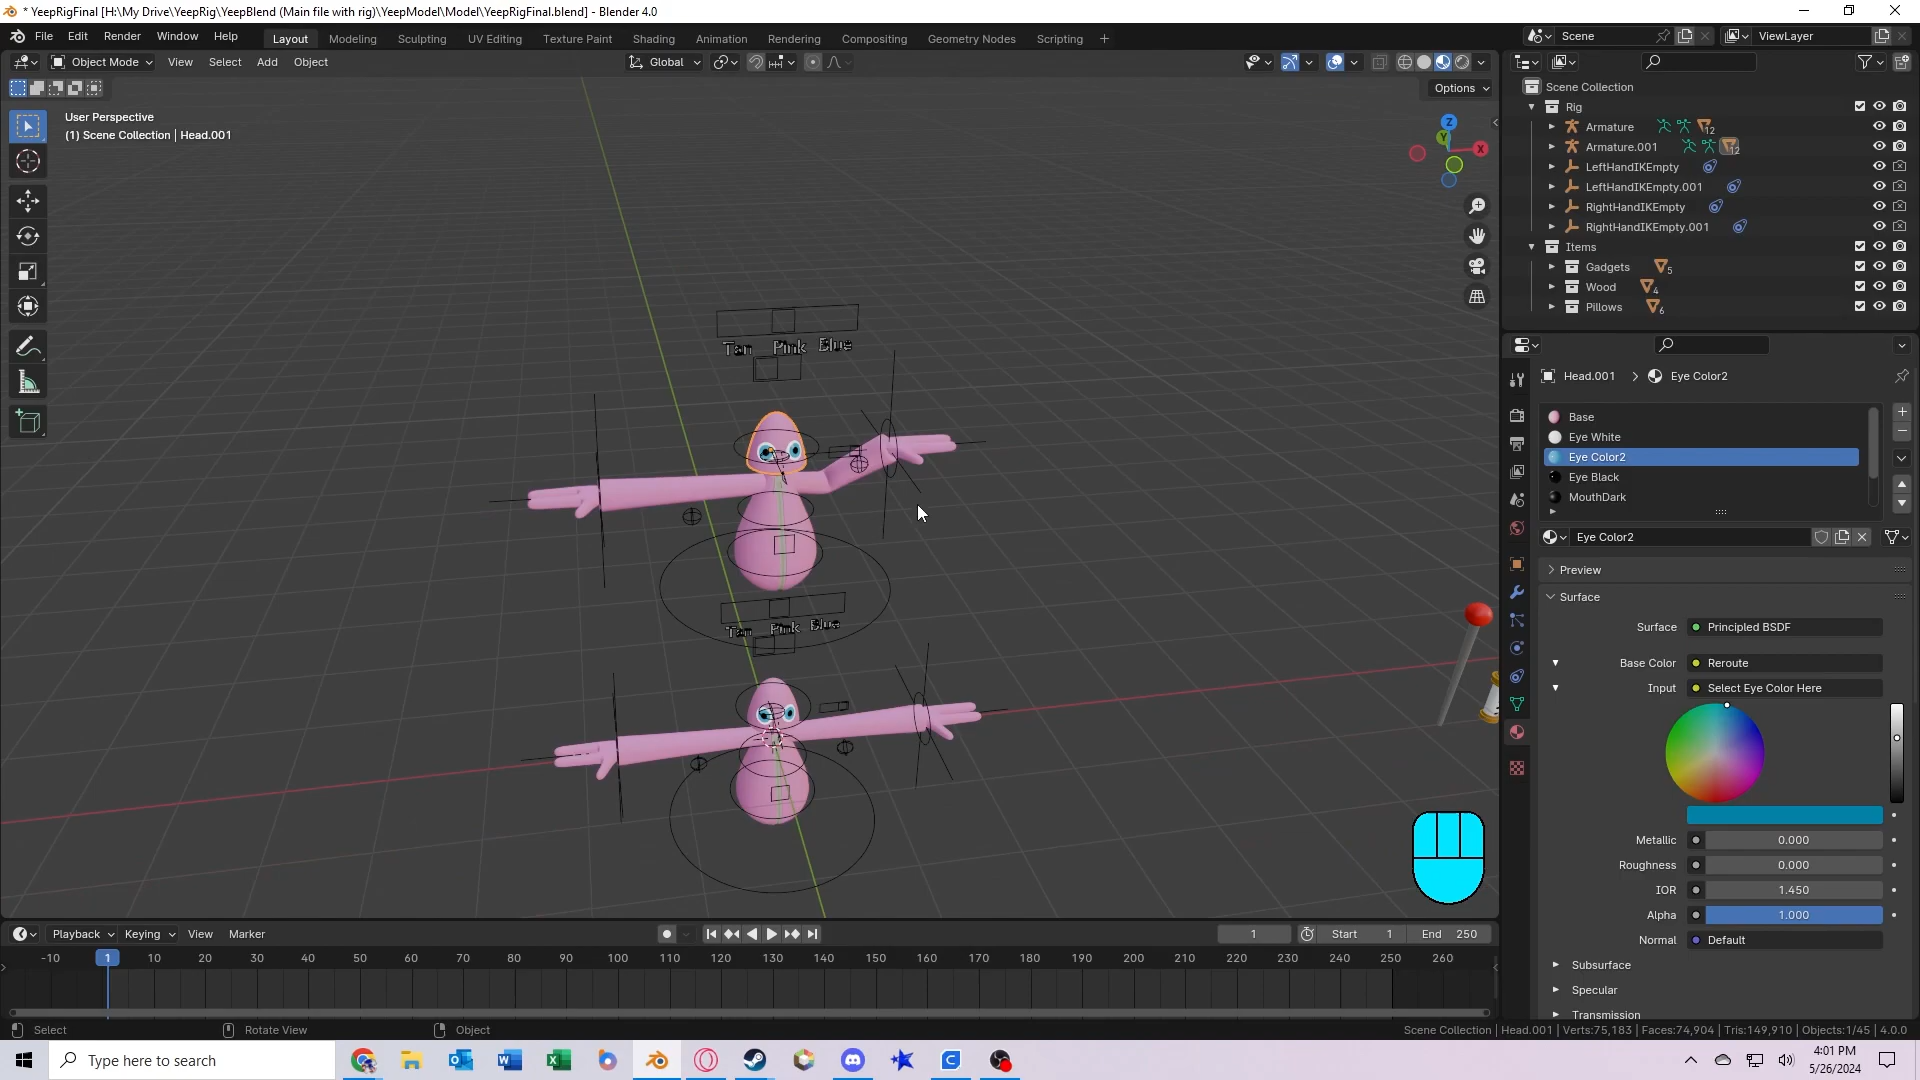 * YeepRigFinal [H:\My Drive\YeepRig\YeepBlend (Main file with rig)\YeepModel\Model\YeepRigFinal.blend] - Blender 4.0
File Edit Render Window Help
Layout Modeling Sculpting UV Editing Texture Paint Shading Animation Rendering Compositing Geometry Nodes Scripting +
Scene
ViewLayer
Object Mode View Select Add Object
Global
Options
User Perspective
(1) Scene Collection | Head.001
Z
Y
X
Tan Pink Blue
Tan Pink Blue
Scene Collection
Rig
Armature 12
Armature.001 12
LeftHandIKEmpty
LeftHandIKEmpty.001
RightHandIKEmpty
RightHandIKEmpty.001
Items
Gadgets 5
Wood 4
Pillows 6
Head.001 > Eye Color2
Base
Eye White
Eye Color2
Eye Black
MouthDark
Eye Color2
Preview
Surface
Surface Principled BSDF
Base Color Reroute
Input Select Eye Color Here
Metallic 0.000
Roughness 0.000
IOR 1.450
Alpha 1.000
Normal Default
Subsurface
Specular
Transmission
Playback Keying View Marker
1 Start 1 End 250
-10 1 10 20 30 40 50 60 70 80 90 100 110 120 130 140 150 160 170 180 190 200 210 220 230 240 250 260
Select Rotate View Object
Scene Collection | Head.001 | Verts:75,183 | Faces:74,904 | Tris:149,910 | Objects:1/45 | 4.0.0
Type here to search
4:01 PM
5/26/2024